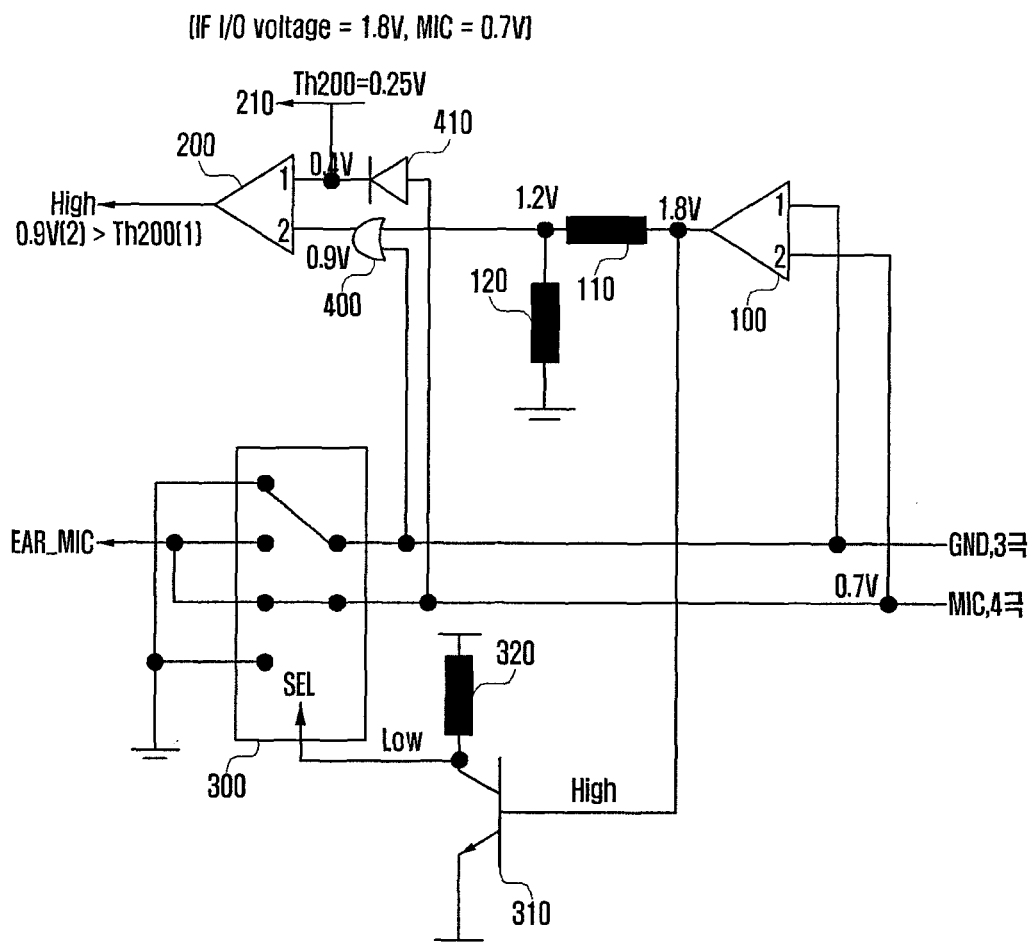 (IF I/O voltage = 1.8V, MIC = 0.7V)
Th200=0.25V
210
410
200
0.4V
1
2
High
0.9V(2) > Th200(1)
0.9V
400
1.2V
1.8V
110
120
1
2
100
EAR_MIC
GND,3극
0.7V
MIC,4극
SEL
320
Low
300
High
310